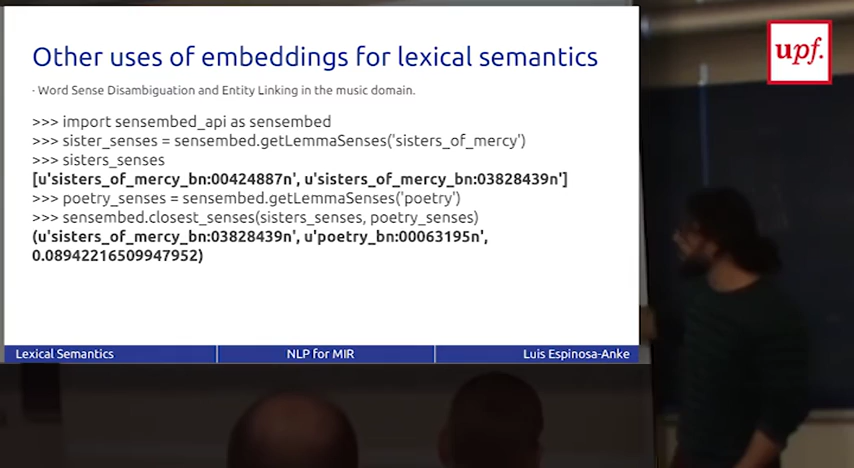 Other uses of embeddings for lexical semantics
· Word Sense Disambiguation and Entity Linking in the music domain.
>>> import sensembed_api as sensembed
>>> sister_senses = sensembed.getLemmaSenses('sisters_of_mercy')
>>> sisters_senses
[u'sisters_of_mercy_bn:00424887n', u'sisters_of_mercy_bn:03828439n']
>>> poetry_senses = sensembed.getLemmaSenses('poetry')
>>> sensembed.closest_senses(sisters_senses, poetry_senses)
(u'sisters_of_mercy_bn:03828439n', u'poetry_bn:00063195n',
0.08942216509947952)
Lexical Semantics
NLP for MIR
Luis Espinosa-Anke
upf.